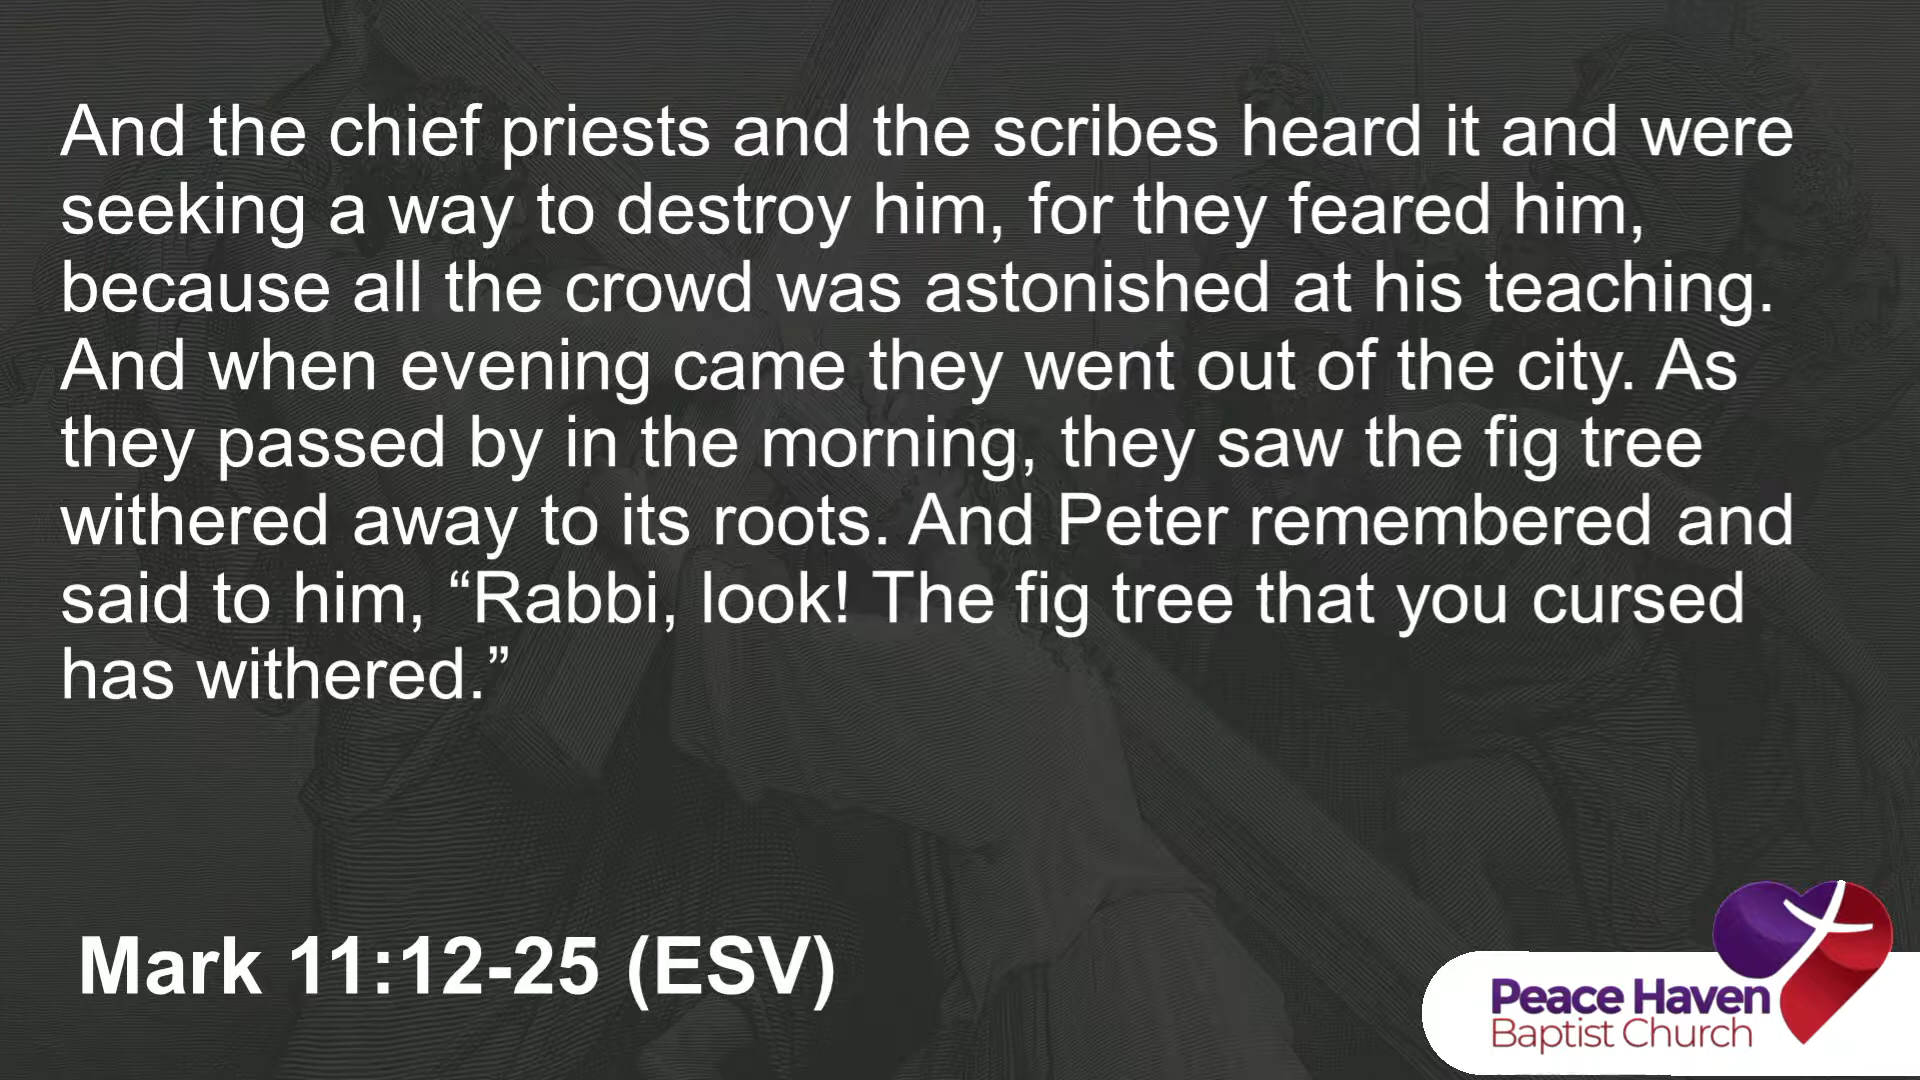 And the chief priests and the scribes heard it and were
seeking a way to destroy him, for they feared him,
because all the crowd was astonished at his teaching.
And when evening came they went out of the city. As
they passed by in the morning, they saw the fig tree
withered away to its roots. And Peter remembered and
said to him, “Rabbi, look! The fig tree that you cursed
has withered.”
Mark 11:12-25 (ESV)
Peace Haven
Baptist Church